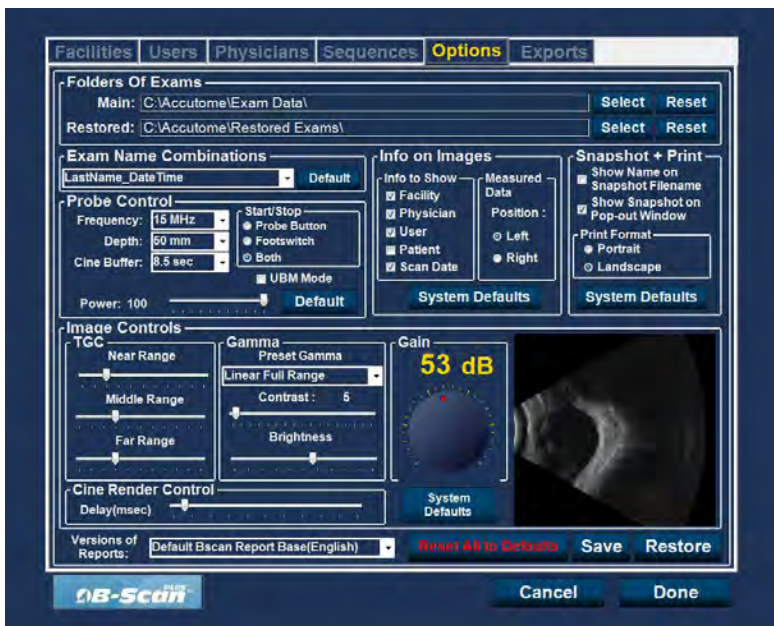 Facilities Users Physicians Sequences Options Exports
Folders Of Exams
Main: C:\Accutome\Exam Data\ Select Reset
Restored: C:\Accutome\Restored Exams\ Select Reset
Exam Name Combinations
LastName_DateTime Default
Probe Control
Frequency: 15 MHz
Depth: 50 mm
Cine Buffer: 8.5 sec
Start/Stop
Probe Button
Footswitch
Both
UBM Mode
Power: 100 Default
Info on Images
Info to Show
Facility
Physician
User
Patient
Scan Date
Measured
Data
Position :
Left
Right
System Defaults
Snapshot + Print
Show Name on
Snapshot Filename
Show Snapshot on
Pop-out Window
Print Format
Portrait
Landscape
System Defaults
Image Controls
TGC
Near Range
Middle Range
Far Range
Gamma
Preset Gamma
Linear Full Range
Contrast : 5
Brightness
Gain
53 dB
System
Defaults
Cine Render Control
Delay(msec)
Versions of
Reports: Default Bscan Report Base(English) Reset All to Defaults Save Restore
B-Scan PLUS Cancel Done